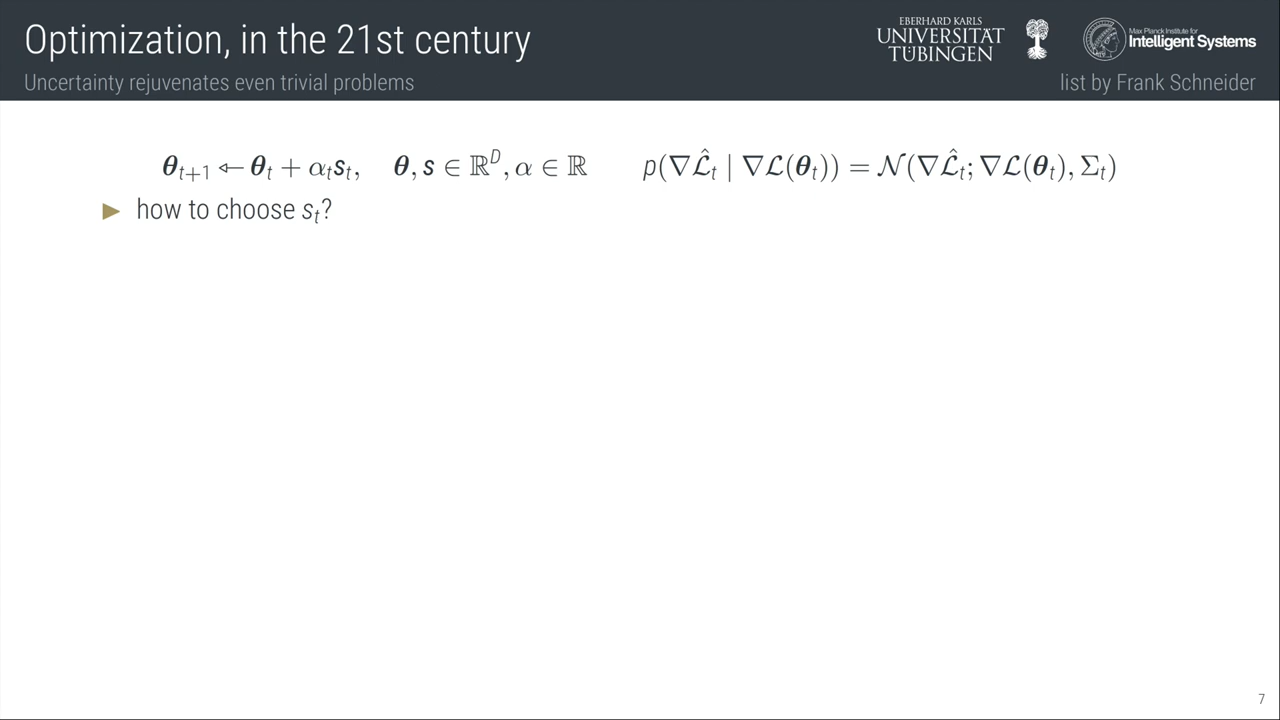 Optimization, in the 21st century
Uncertainty rejuvenates even trivial problems
EBERHARD KARLS
UNIVERSITÄT
TÜBINGEN
Max Planck Institute for
Intelligent Systems
list by Frank Schneider
θ_{t+1} ← θ_t + α_t s_t, θ, s ∈ ℝ^D, α ∈ ℝ p(∇ℒ̂_t | ∇ℒ(θ_t)) = 𝒩(∇ℒ̂_t; ∇ℒ(θ_t), Σ_t)
▶ how to choose s_t?
7